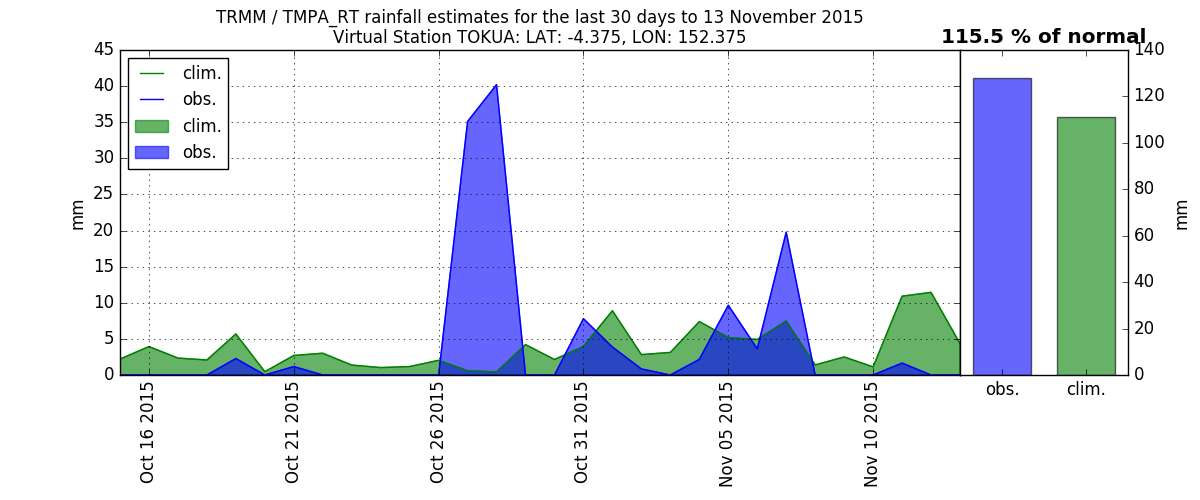 TRMM / TMPA_RT rainfall estimates for the last 30 days to 13 November 2015
Virtual Station TOKUA: LAT: -4.375, LON: 152.375
115.5 % of normal
45
40
35
30
25
20
15
10
5
0
mm
clim.
obs.
clim.
obs.
Oct 16 2015
Oct 21 2015
Oct 26 2015
Oct 31 2015
Nov 05 2015
Nov 10 2015
140
120
100
80
60
40
20
0
mm
obs.
clim.